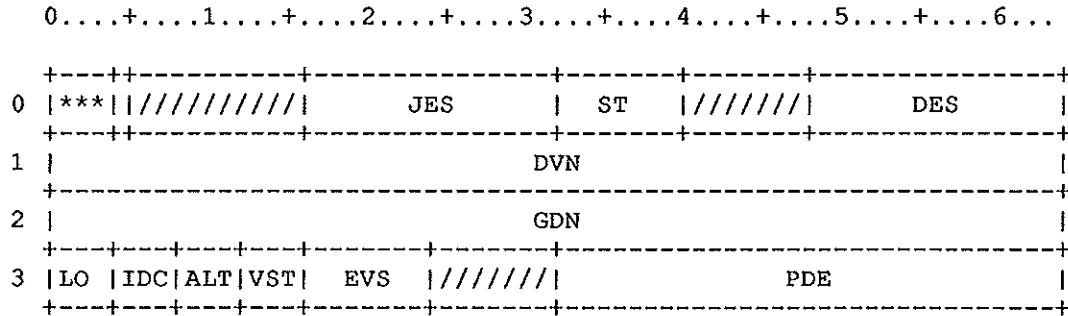 0....+....1....+....2....+....3....+....4....+....5....+....6...
+---++----------+---------------+-------+-------+---------------+
0 |***||//////////| JES | ST |///////| DES |
+---++----------+---------------+-------+-------+---------------+
1 | DVN |
+---------------------------------------------------------------+
2 | GDN |
+---+---+---+---+-------+-------+-------------------------------+
3 |LO |IDC|ALT|VST| EVS |///////| PDE |
+---+---+---+---+-------+-------+-------------------------------+